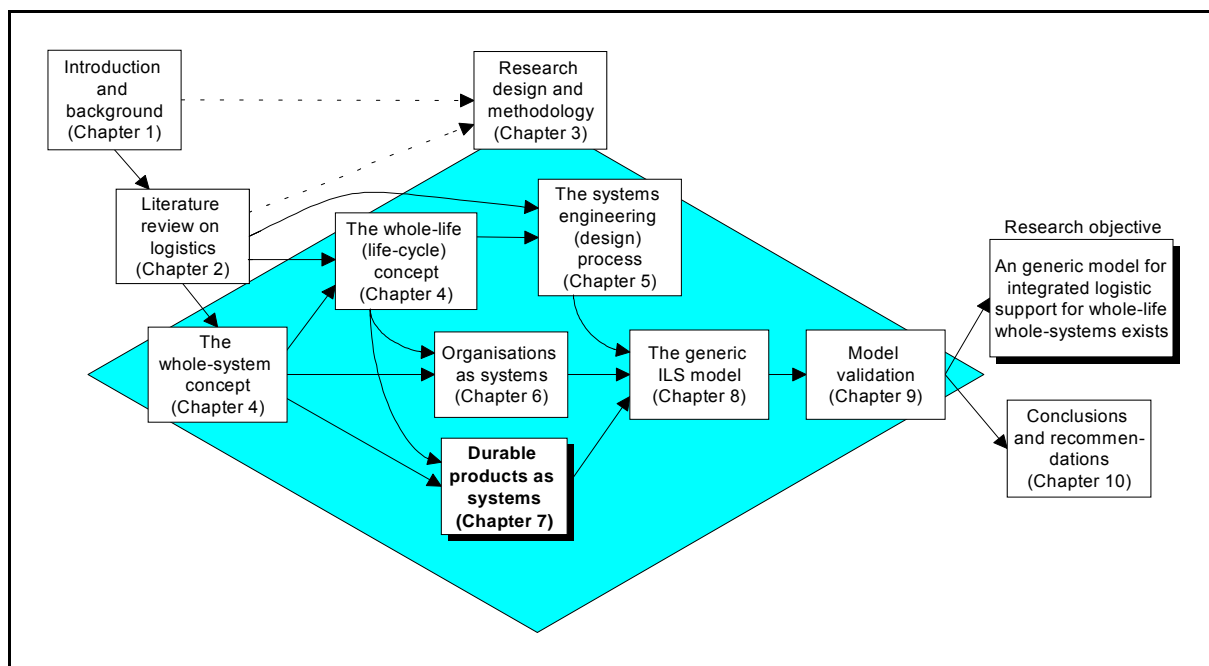 Introduction
and
background
(Chapter 1)
Research
design and
methodology
(Chapter 3)
Literature
review on
logistics
(Chapter 2)
The whole-life
(life-cycle)
concept
(Chapter 4)
The systems
engineering
(design)
process
(Chapter 5)
Research objective
An generic model for
integrated logistic
support for whole-life
whole-systems exists
The
whole-system
concept
(Chapter 4)
Organisations
as systems
(Chapter 6)
The generic
ILS model
(Chapter 8)
Model
validation
(Chapter 9)
Conclusions
and recommen-
dations
(Chapter 10)
Durable
products as
systems
(Chapter 7)